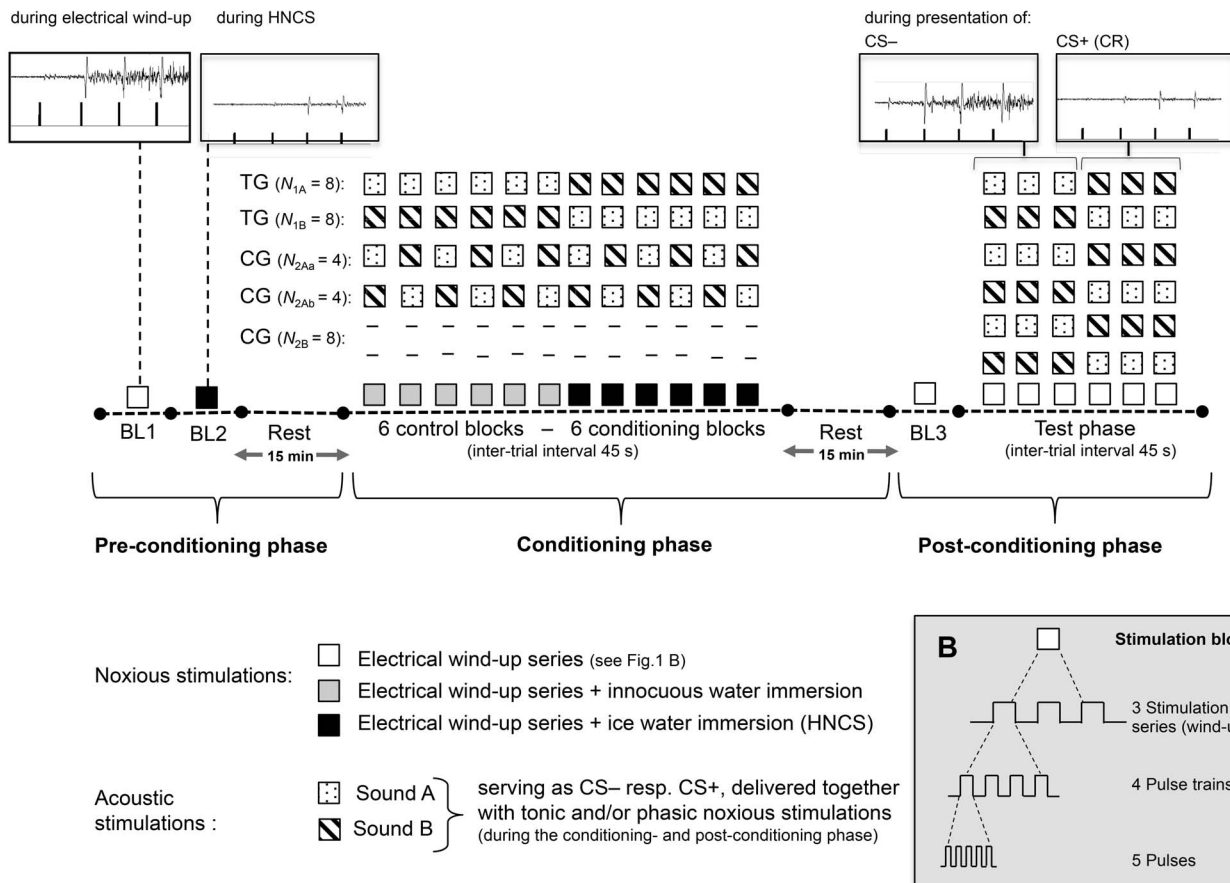 during electrical wind-up
during HNCS
during presentation of:
CS–
CS+ (CR)
TG (N1A = 8):
TG (N1B = 8):
CG (N2Aa = 4):
CG (N2Ab = 4):
CG (N2B = 8):
– – – – – – – – – – – –
– – – – – – – – – – – –
BL1
BL2
Rest
15 min
6 control blocks – 6 conditioning blocks
(inter-trial interval 45 s)
Rest
15 min
BL3
Test phase
(inter-trial interval 45 s)
Pre-conditioning phase
Conditioning phase
Post-conditioning phase
Noxious stimulations:
Electrical wind-up series (see Fig.1 B)
Electrical wind-up series + innocuous water immersion
Electrical wind-up series + ice water immersion (HNCS)
Acoustic
stimulations :
Sound A
Sound B
serving as CS– resp. CS+, delivered together
with tonic and/or phasic noxious stimulations
(during the conditioning- and post-conditioning phase)
B
Stimulation blo
3 Stimulation
series (wind-u
4 Pulse trains
5 Pulses